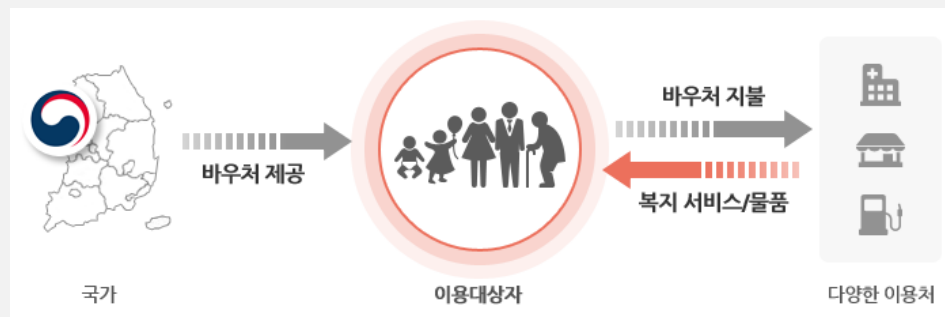 바우처 제공
바우처 지불
복지 서비스/물품
국가
이용대상자
다양한 이용처